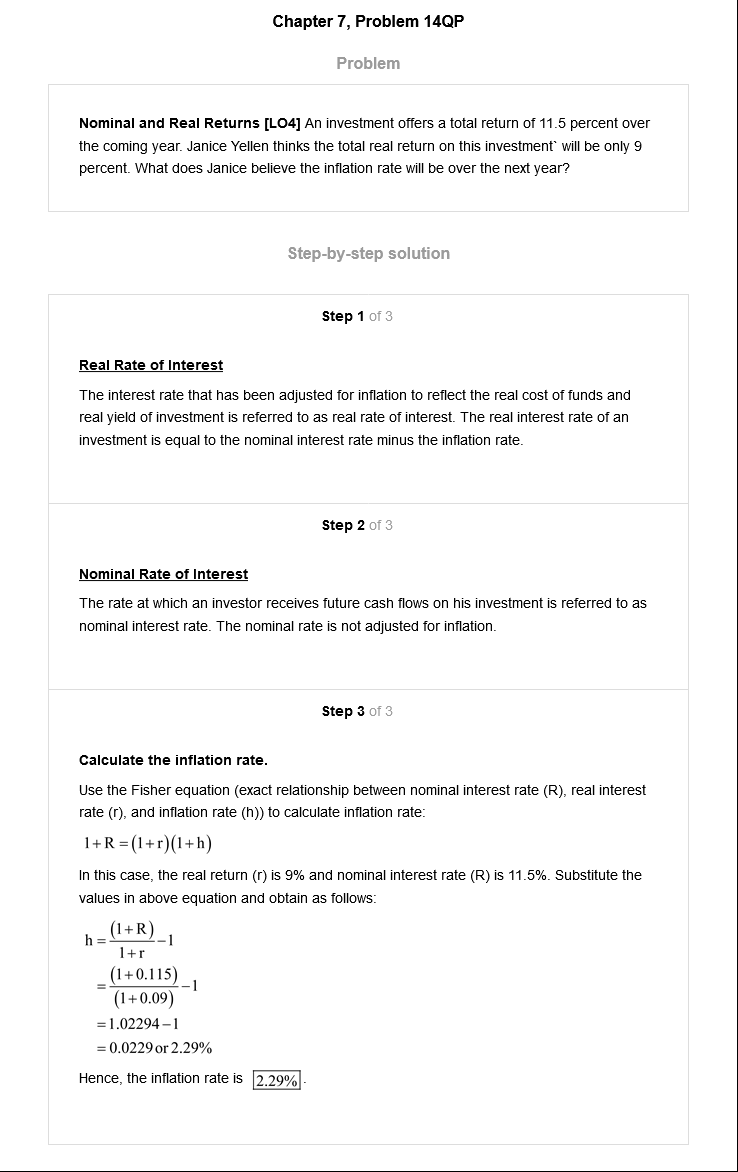 Chapter 7, Problem 14QP
Problem
Nominal and Real Returns [LO4] An investment offers a total return of 11.5 percent over
the coming year. Janice Yellen thinks the total real return on this investment` will be only 9
percent. What does Janice believe the inflation rate will be over the next year?
Step-by-step solution
Step 1 of 3
Real Rate of Interest
The interest rate that has been adjusted for inflation to reflect the real cost of funds and
real yield of investment is referred to as real rate of interest. The real interest rate of an
investment is equal to the nominal interest rate minus the inflation rate.
Step 2 of 3
Nominal Rate of Interest
The rate at which an investor receives future cash flows on his investment is referred to as
nominal interest rate. The nominal rate is not adjusted for inflation.
Step 3 of 3
Calculate the inflation rate.
Use the Fisher equation (exact relationship between nominal interest rate (R), real interest
rate (r), and inflation rate (h)) to calculate inflation rate:
1+R=(1+r)(1+h)
In this case, the real return (r) is 9% and nominal interest rate (R) is 11.5%. Substitute the
values in above equation and obtain as follows:
h=(1+R)/1+r−1
=(1+0.115)/(1+0.09)−1
=1.02294−1
=0.0229 or 2.29%
Hence, the inflation rate is 2.29%.